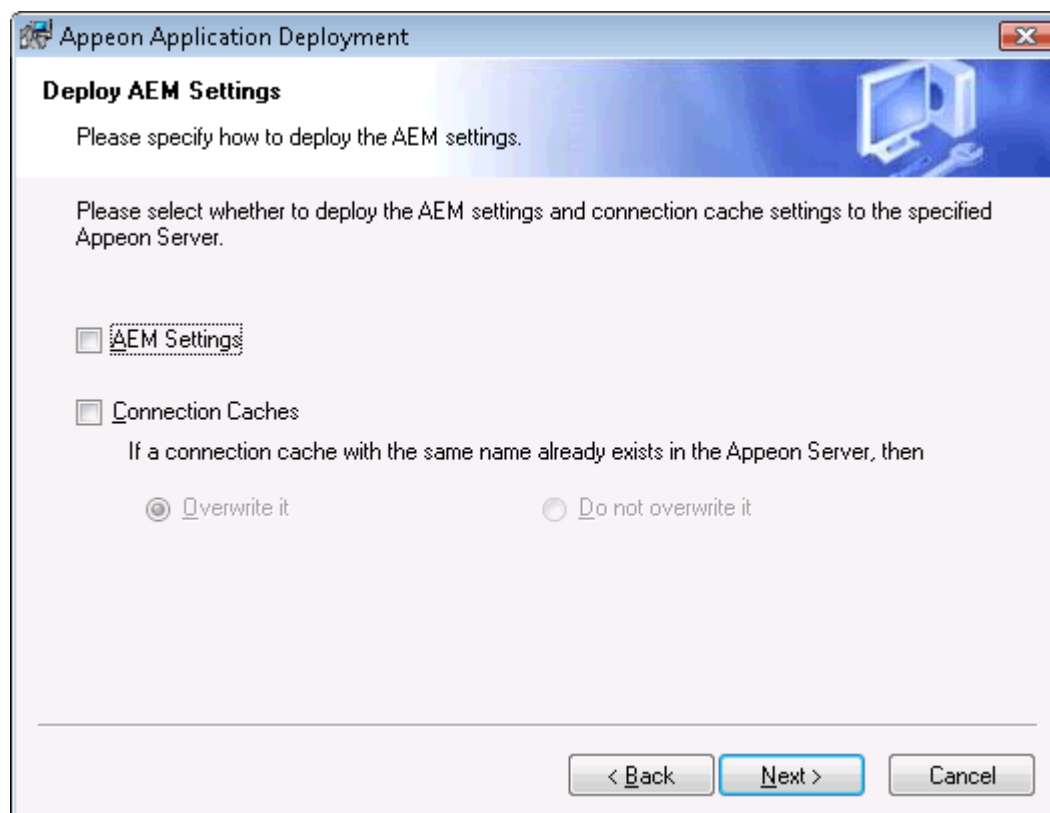 Appeon Application Deployment
Deploy AEM Settings
Please specify how to deploy the AEM settings.
Please select whether to deploy the AEM settings and connection cache settings to the specified
Appeon Server.
AEM Settings
Connection Caches
If a connection cache with the same name already exists in the Appeon Server, then
Overwrite it
Do not overwrite it
< Back
Next >
Cancel